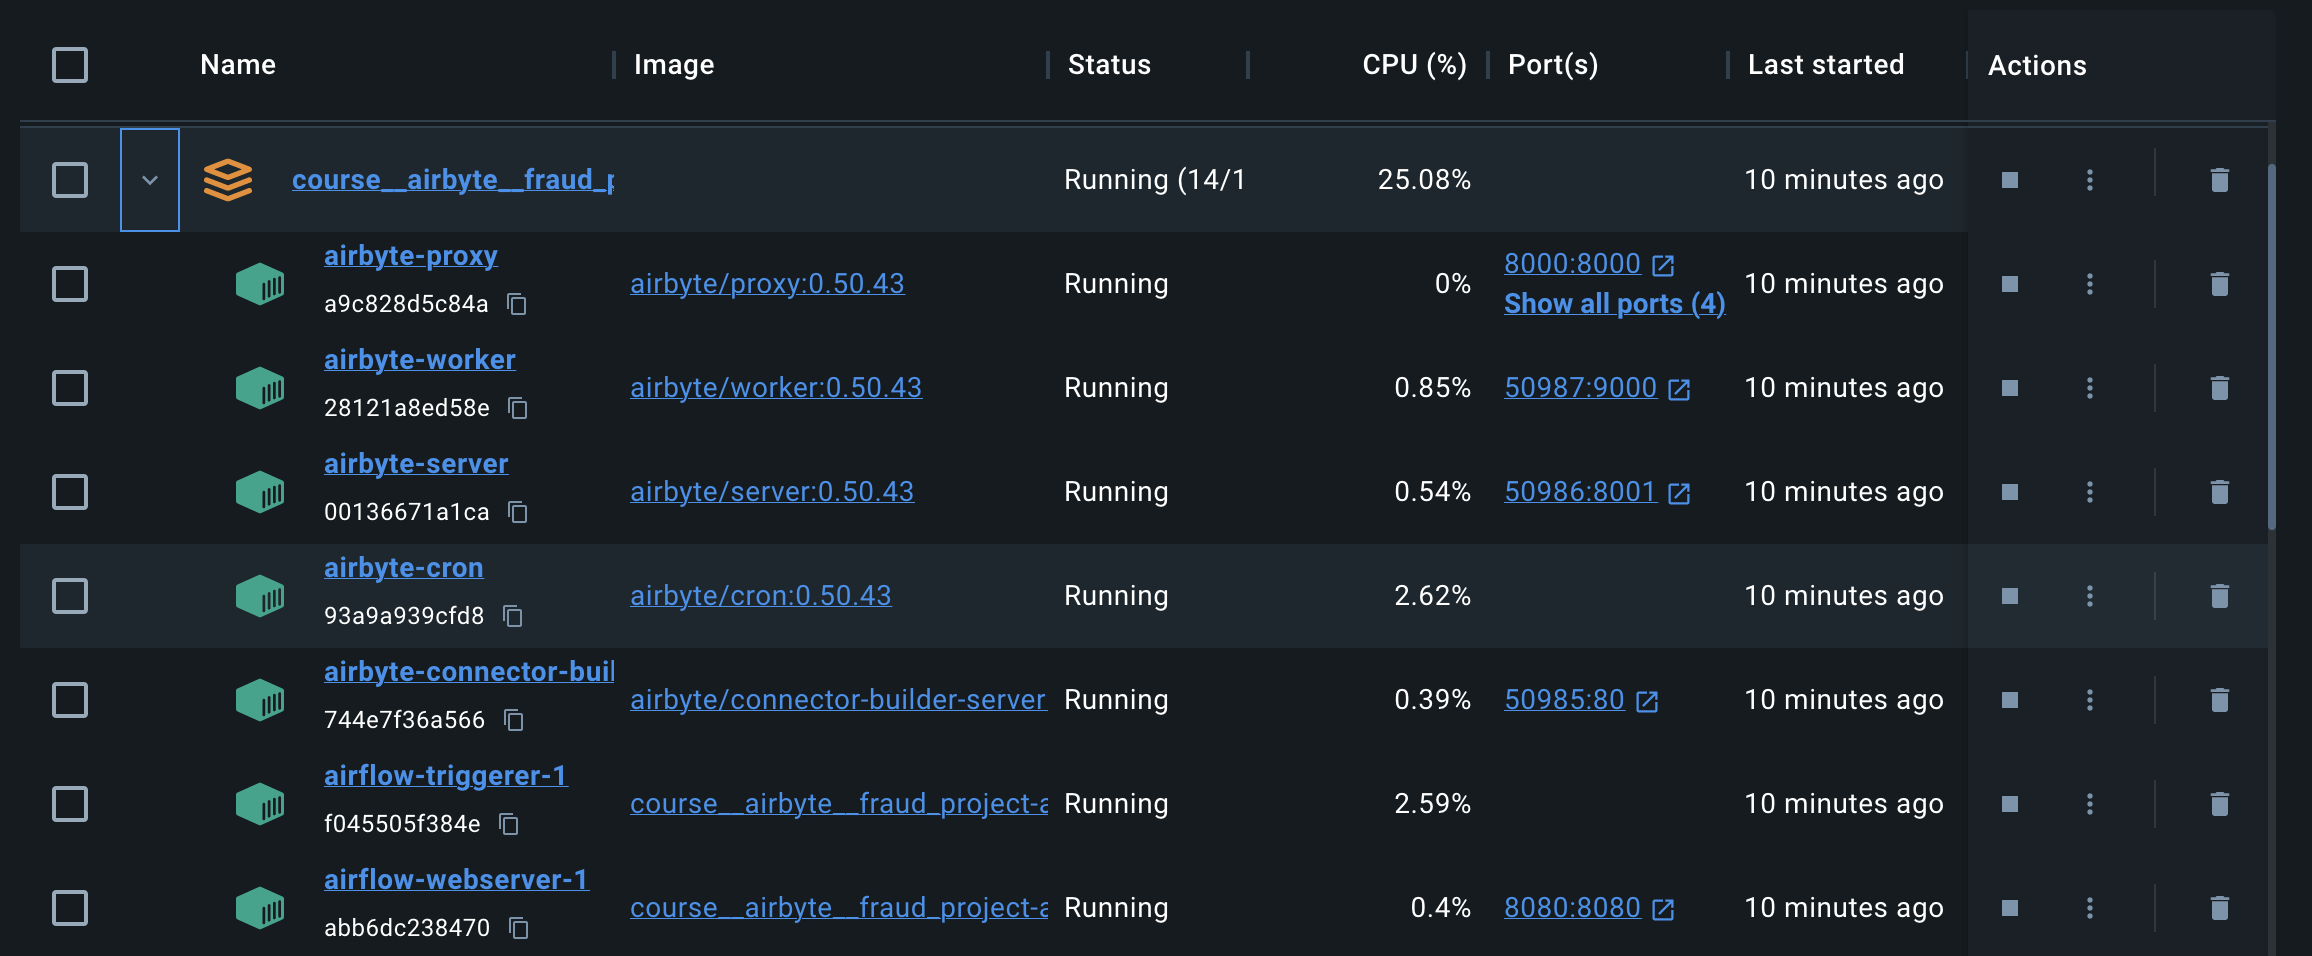 Name Image Status CPU (%) Port(s) Last started Actions
course__airbyte__fraud_p Running (14/1 25.08% 10 minutes ago
airbyte-proxy
a9c828d5c84a airbyte/proxy:0.50.43 Running 0% 8000:8000 10 minutes ago
Show all ports (4)
airbyte-worker
28121a8ed58e airbyte/worker:0.50.43 Running 0.85% 50987:9000 10 minutes ago
airbyte-server
00136671a1ca airbyte/server:0.50.43 Running 0.54% 50986:8001 10 minutes ago
airbyte-cron
93a9a939cfd8 airbyte/cron:0.50.43 Running 2.62% 10 minutes ago
airbyte-connector-buil
744e7f36a566 airbyte/connector-builder-server Running 0.39% 50985:80 10 minutes ago
airflow-triggerer-1
f045505f384e course__airbyte__fraud_project-a Running 2.59% 10 minutes ago
airflow-webserver-1
abb6dc238470 course__airbyte__fraud_project-a Running 0.4% 8080:8080 10 minutes ago